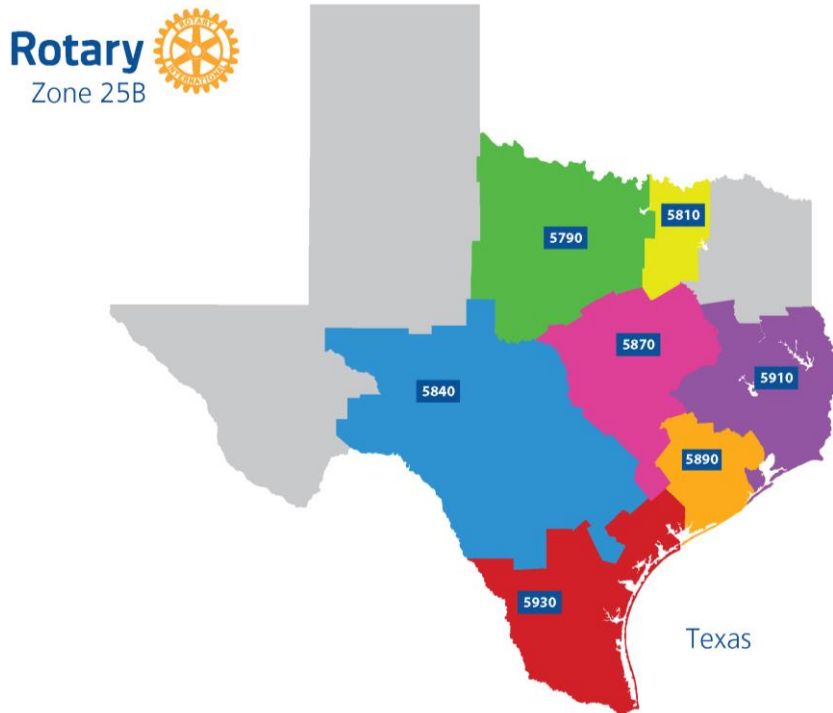 Rotary
ROTARY
INTERNATIONAL
Zone 25B
5810
5790
5870
5910
5840
5890
5930
Texas